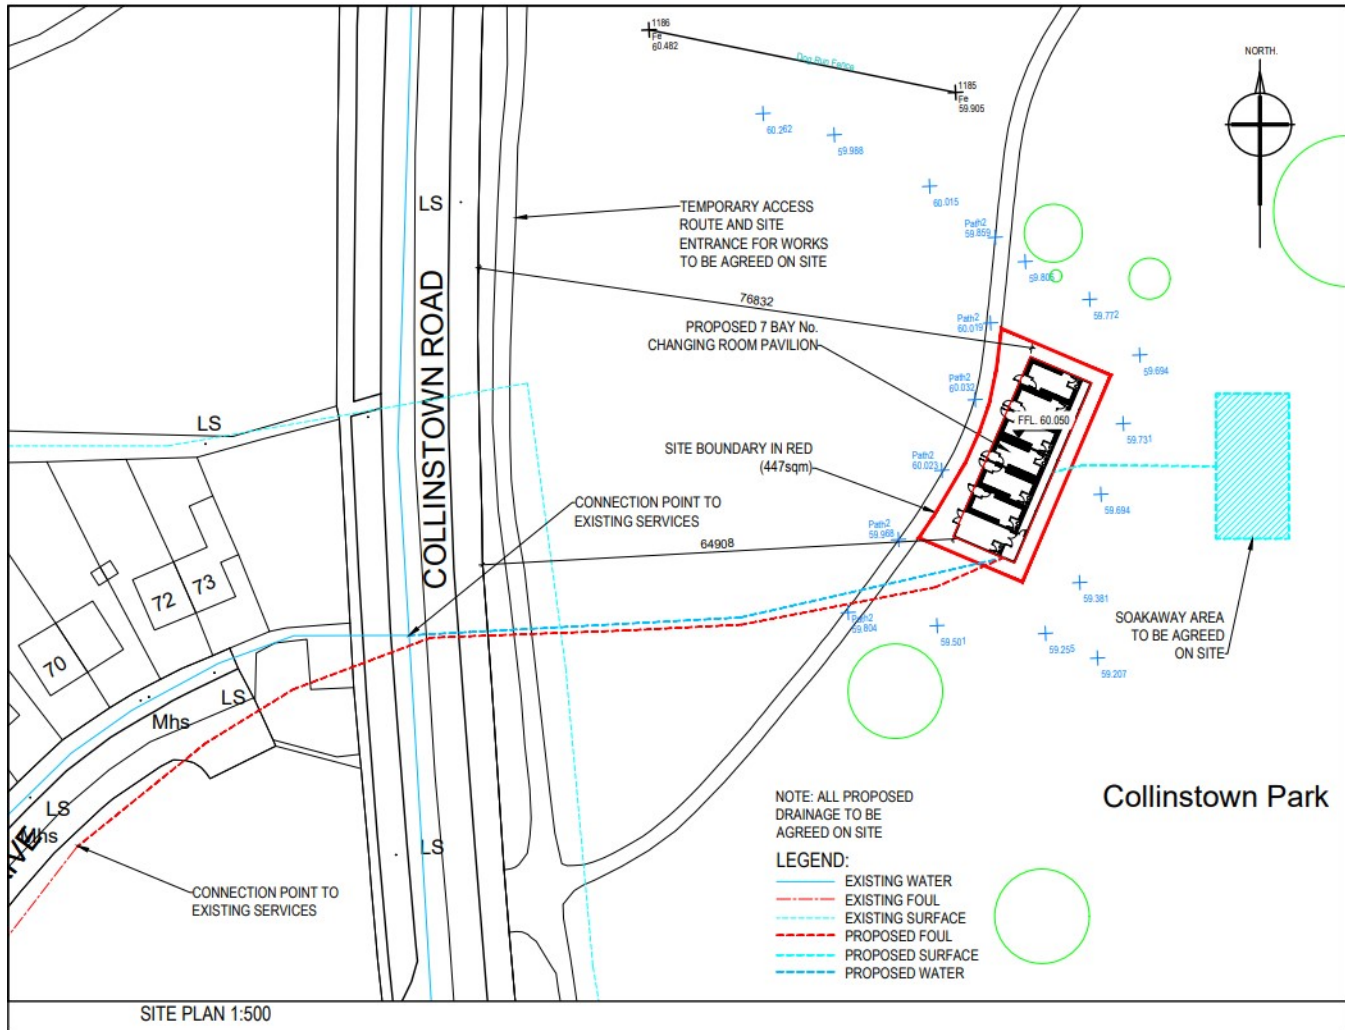 1186
Fe
60.482
Dog Run Fence
1185
Fe
59.905
NORTH.
60.262
59.988
60.015
Path2
59.859
59.805
59.772
LS
TEMPORARY ACCESS
ROUTE AND SITE
ENTRANCE FOR WORKS
TO BE AGREED ON SITE
76832
PROPOSED 7 BAY No.
CHANGING ROOM PAVILION
Path2
60.019
59.694
Path2
60.032
FFL. 60.050
59.731
COLLINSTOWN ROAD
LS
SITE BOUNDARY IN RED
(447sqm)
Path2
60.023
59.694
CONNECTION POINT TO
EXISTING SERVICES
Path2
59.968
64908
72
73
70
59.381
Path2
59.804
59.501
59.255
59.207
SOAKAWAY AREA
TO BE AGREED
ON SITE
LS
Mhs
LS
Mhs
LS
CONNECTION POINT TO
EXISTING SERVICES
NOTE: ALL PROPOSED
DRAINAGE TO BE
AGREED ON SITE
Collinstown Park
LEGEND:
EXISTING WATER
EXISTING FOUL
EXISTING SURFACE
PROPOSED FOUL
PROPOSED SURFACE
PROPOSED WATER
SITE PLAN 1:500